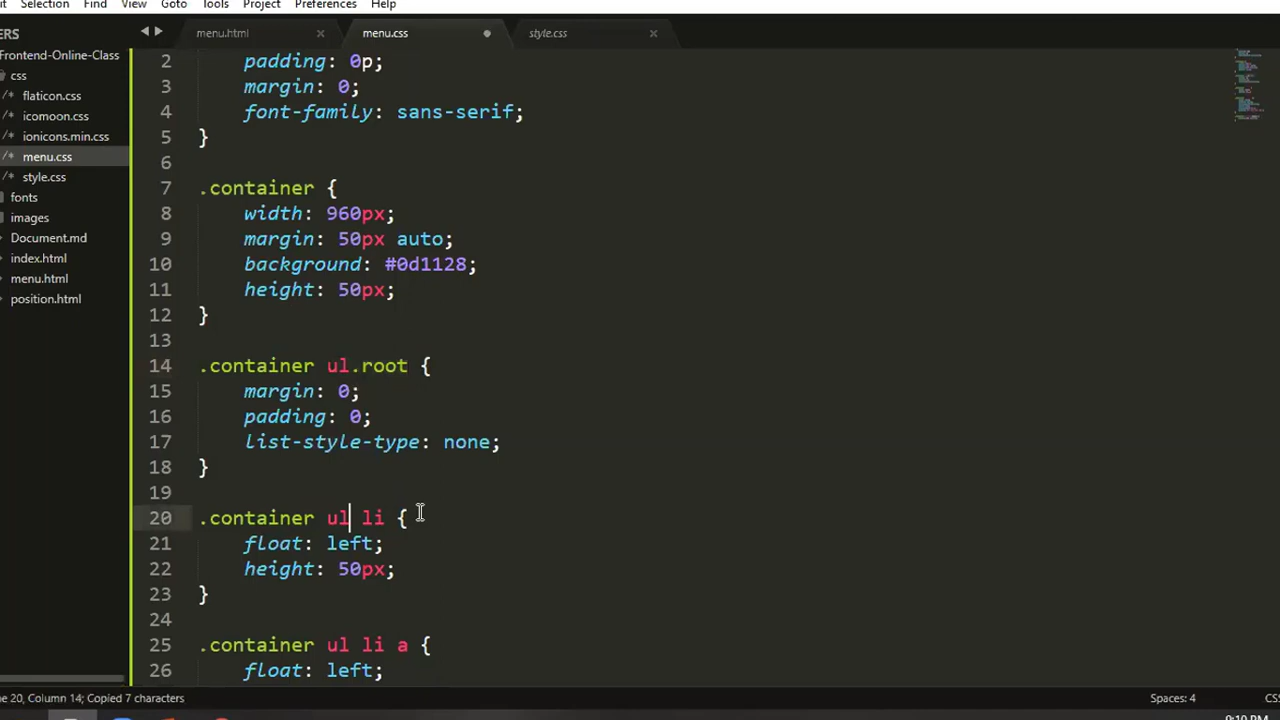 Selection Find View Goto Tools Project Preferences Help
menu.html menu.css style.css
Frontend-Online-Class
css
/* flaticon.css
/* icomoon.css
/* ionicons.min.css
/* menu.css
/* style.css
fonts
images
Document.md
index.html
menu.html
position.html
2 padding: 0p;
3 margin: 0;
4 font-family: sans-serif;
5 }
6
7 .container {
8 width: 960px;
9 margin: 50px auto;
10 background: #0d1128;
11 height: 50px;
12 }
13
14 .container ul.root {
15 margin: 0;
16 padding: 0;
17 list-style-type: none;
18 }
19
20 .container ul li {
21 float: left;
22 height: 50px;
23 }
24
25 .container ul li a {
26 float: left;
20, Column 14; Copied 7 characters Spaces: 4